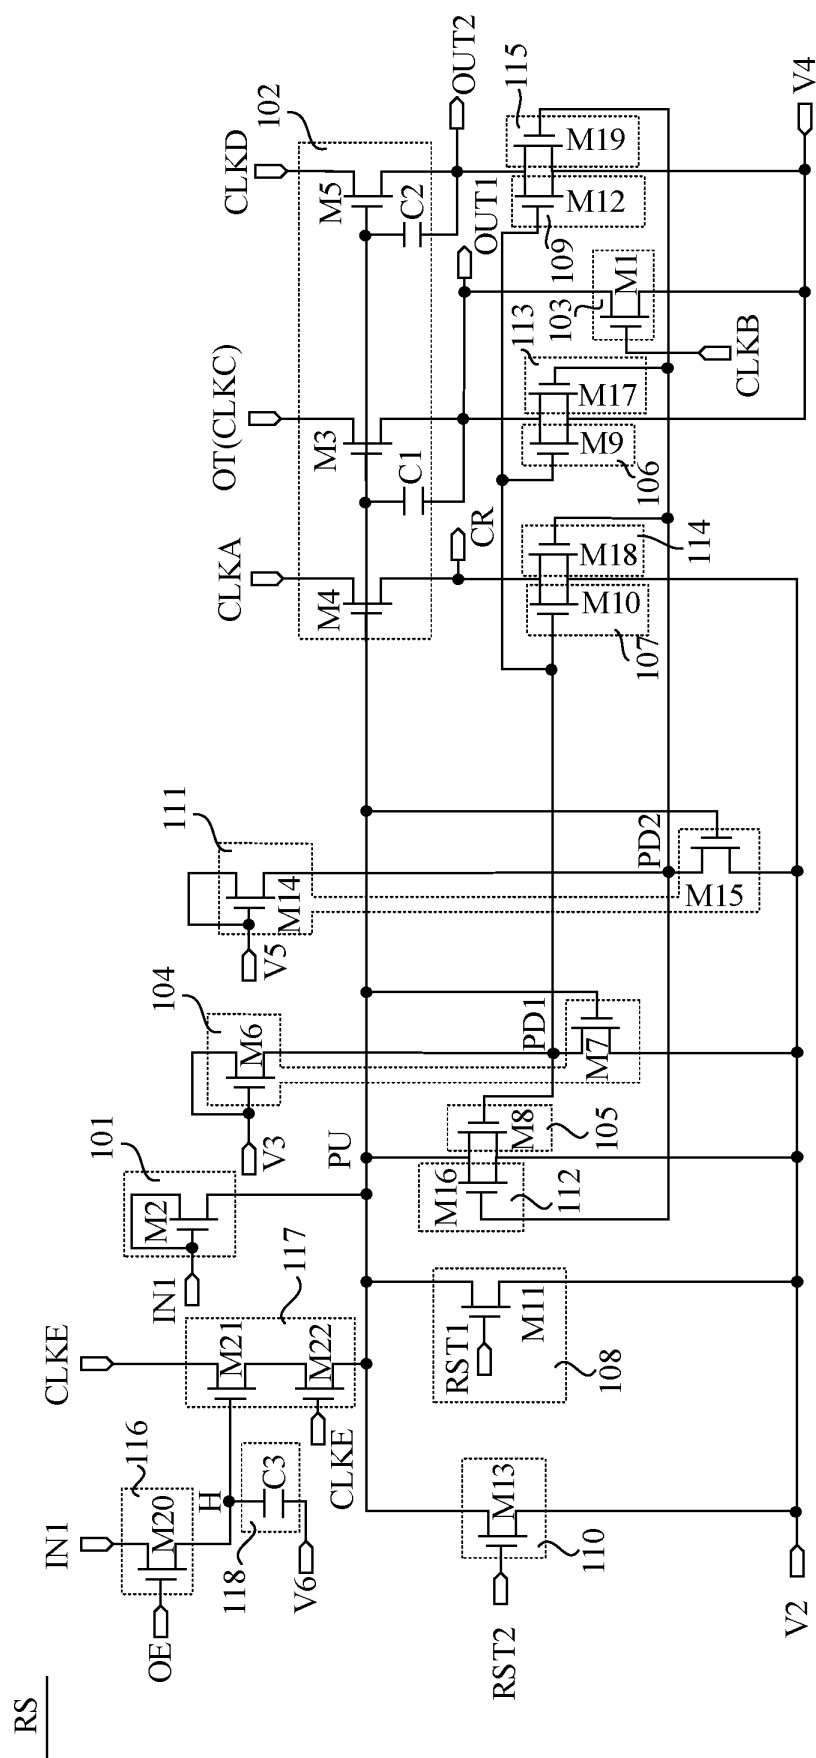 RS
IN1
OE
M20
116
H
118
C3
V6
CLKE
M21
M22
CLKE
117
IN1
M2
101
PU
V3
M6
104
V5
M14
111
CLKA
OT(CLKC)
CLKD
102
M4
M3
M5
C1
C2
CR
OUT1
OUT2
RST2
M13
110
RST1
M11
108
M16
112
M8
105
PD1
M7
PD2
M15
M10
107
M18
114
M9
106
M17
113
103
M1
CLKB
M12
109
M19
115
V2
V4